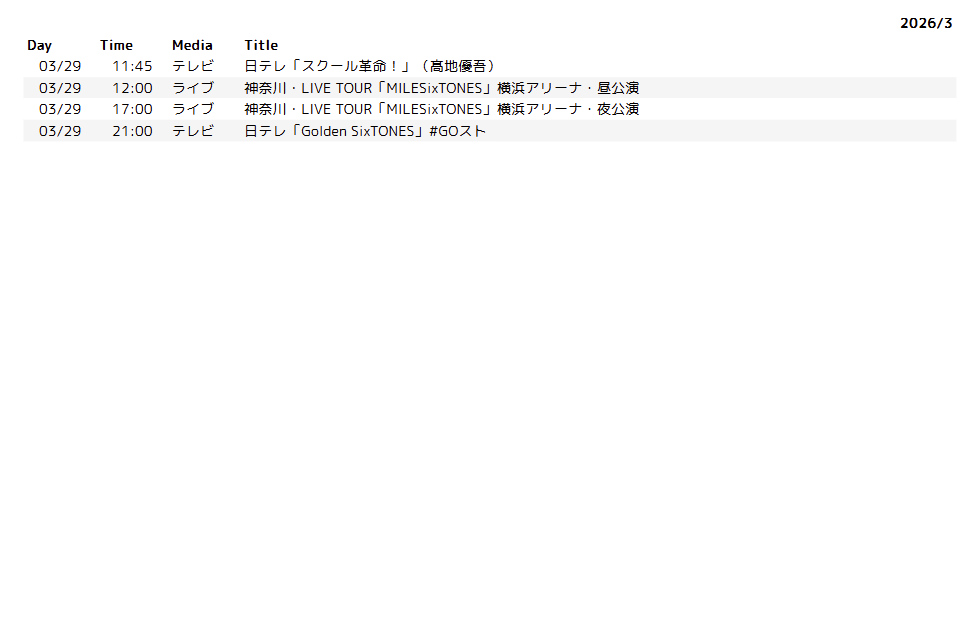 2026/3
Day Time Media Title
03/29 11:45 テレビ 日テレ「スクール革命！」（髙地優吾）
03/29 12:00 ライブ 神奈川・LIVE TOUR「MILESixTONES」横浜アリーナ・昼公演
03/29 17:00 ライブ 神奈川・LIVE TOUR「MILESixTONES」横浜アリーナ・夜公演
03/29 21:00 テレビ 日テレ「Golden SixTONES」#GOスト